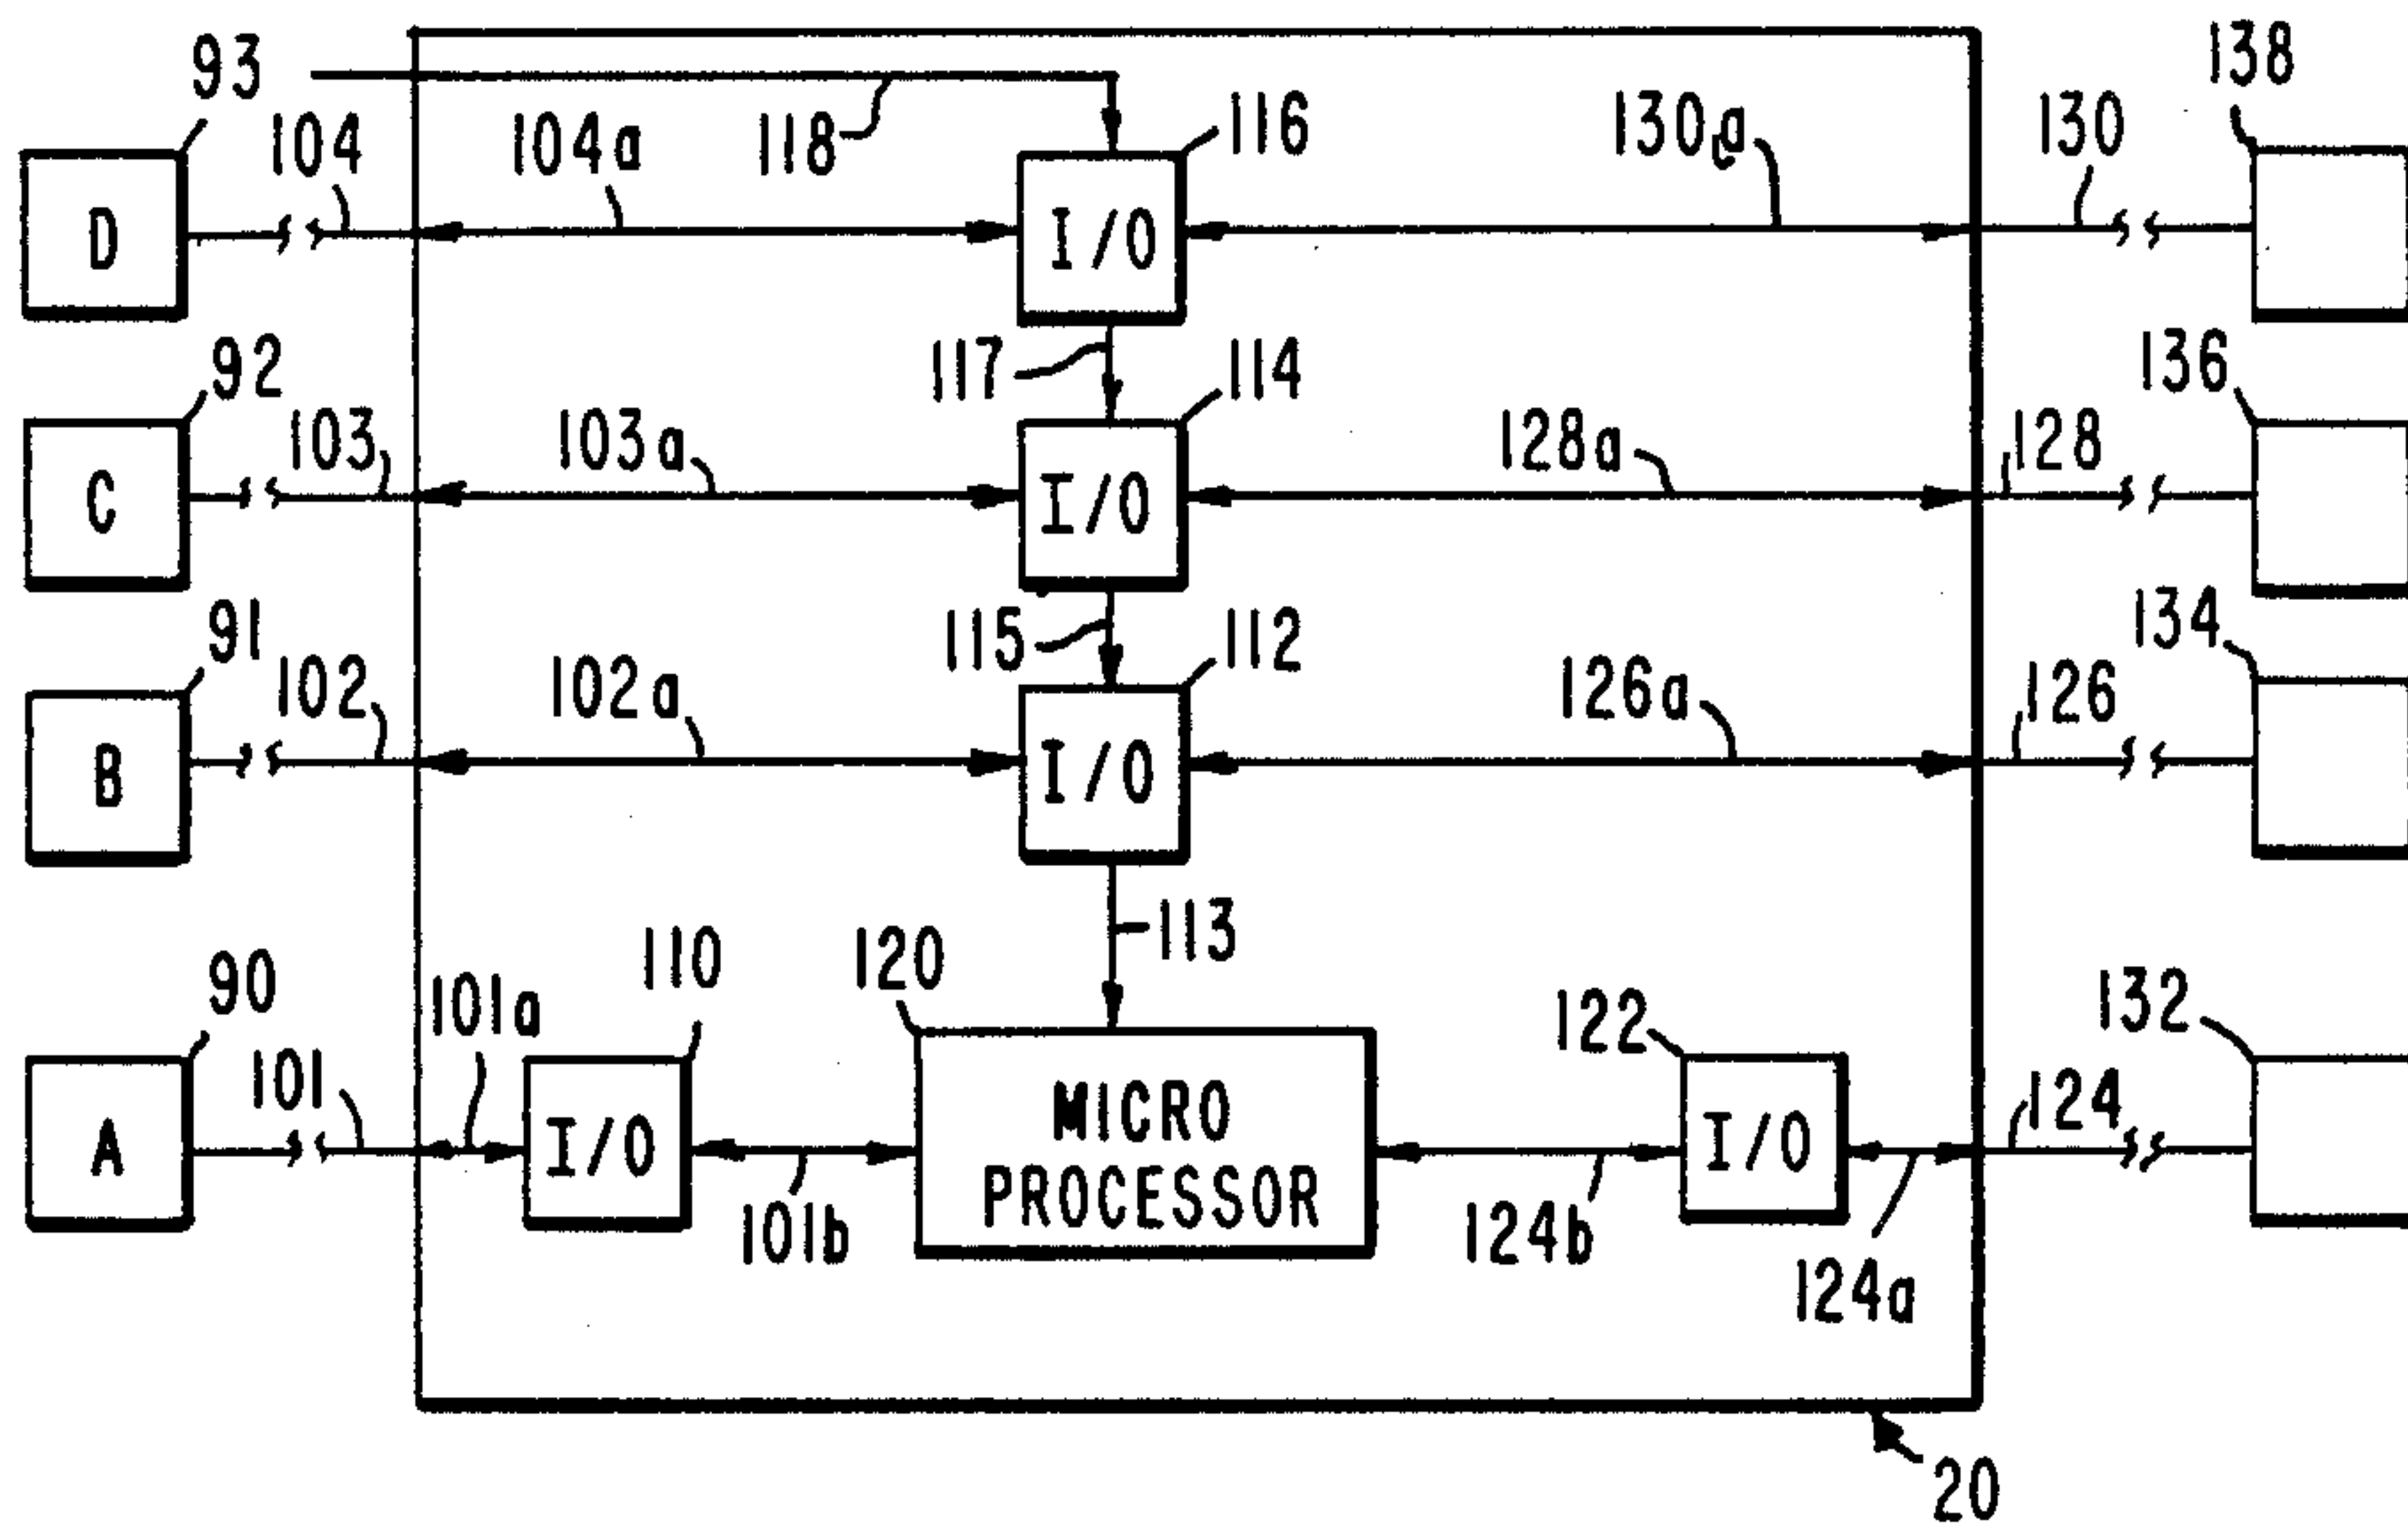 93
138
104
104a
118
116
130a
130
D
I/O
92
117
114
136
103
103a
128a
128
C
I/O
91
115
112
134
102
102a
126a
126
B
I/O
113
90
110
120
101a
122
132
101
124
A
I/O
MICRO
PROCESSOR
I/O
101b
124b
124a
20